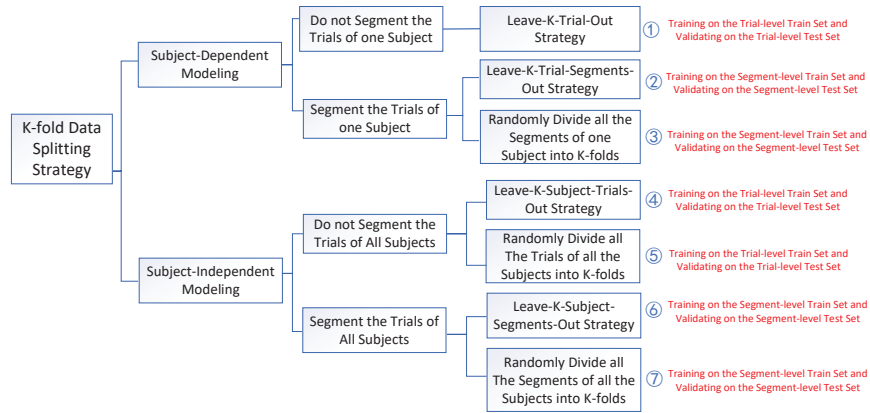 K-fold Data
Splitting
Strategy
Subject-Dependent
Modeling
Do not Segment the
Trials of one Subject
Leave-K-Trial-Out
Strategy
① Training on the Trial-level Train Set and
Validating on the Trial-level Test Set
Segment the Trials of
one Subject
Leave-K-Trial-Segments-
Out Strategy
② Training on the Segment-level Train Set and
Validating on the Segment-level Test Set
Randomly Divide all the
Segments of one
Subject into K-folds
③ Training on the Segment-level Train Set and
Validating on the Segment-level Test Set
Subject-Independent
Modeling
Do not Segment the
Trials of All Subjects
Leave-K-Subject-Trials-
Out Strategy
④ Training on the Trial-level Train Set and
Validating on the Trial-level Test Set
Randomly Divide all
The Trials of all the
Subjects into K-folds
⑤ Training on the Trial-level Train Set and
Validating on the Trial-level Test Set
Segment the Trials of
All Subjects
Leave-K-Subject-
Segments-Out Strategy
⑥ Training on the Segment-level Train Set and
Validating on the Segment-level Test Set
Randomly Divide all
The Segments of all the
Subjects into K-folds
⑦ Training on the Segment-level Train Set and
Validating on the Segment-level Test Set